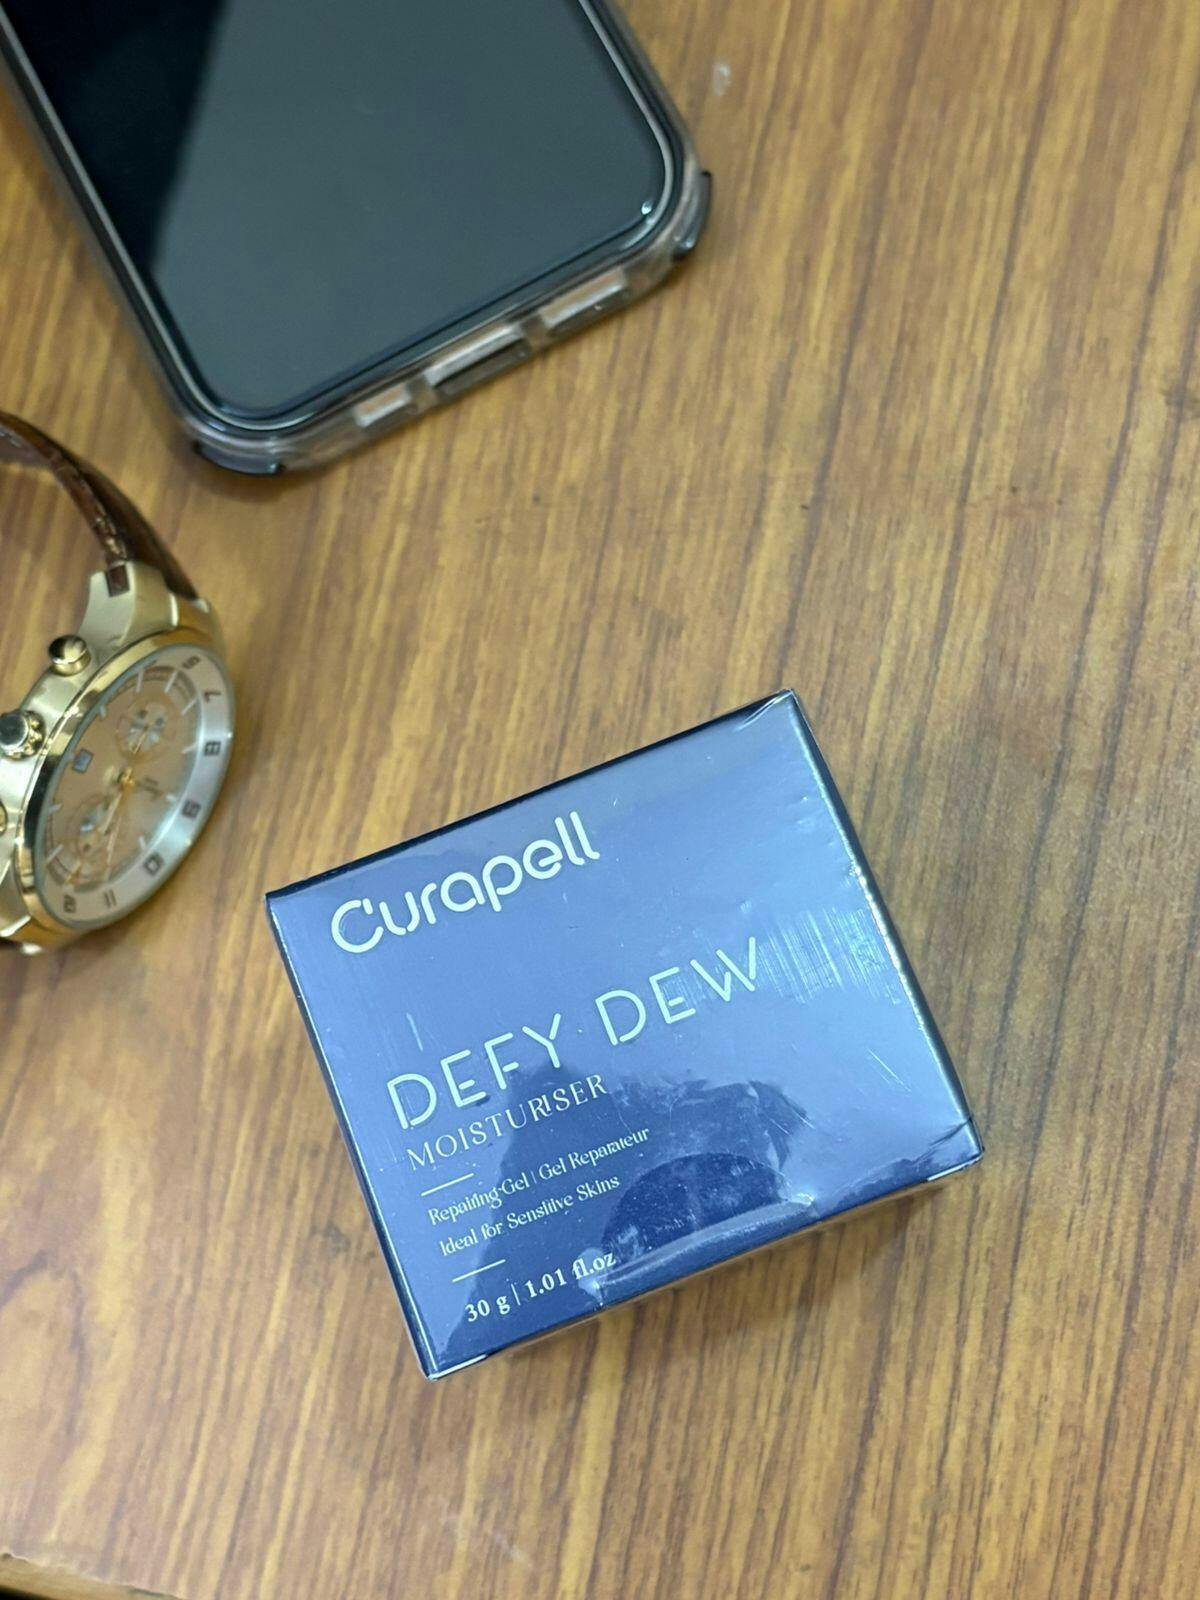 Curapell
DEFY DEW
MOISTURISER
Repairing Gel | Gel Reparateur
Ideal for Sensitive Skins
30 g | 1.01 fl.oz